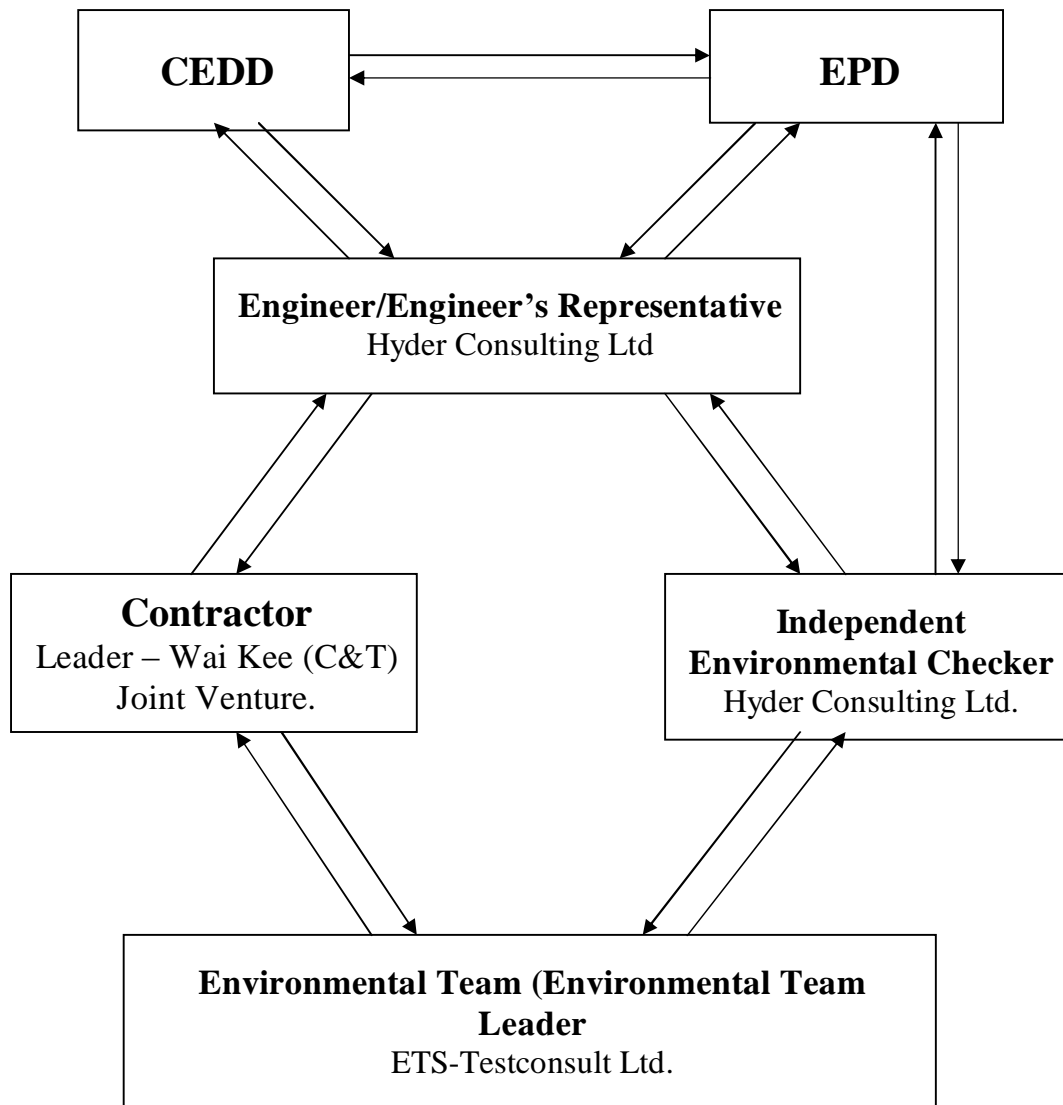 CEDD
EPD
Engineer/Engineer’s Representative
Hyder Consulting Ltd
Contractor
Leader – Wai Kee (C&T)
Joint Venture.
Independent
Environmental Checker
Hyder Consulting Ltd.
Environmental Team (Environmental Team
Leader
ETS-Testconsult Ltd.